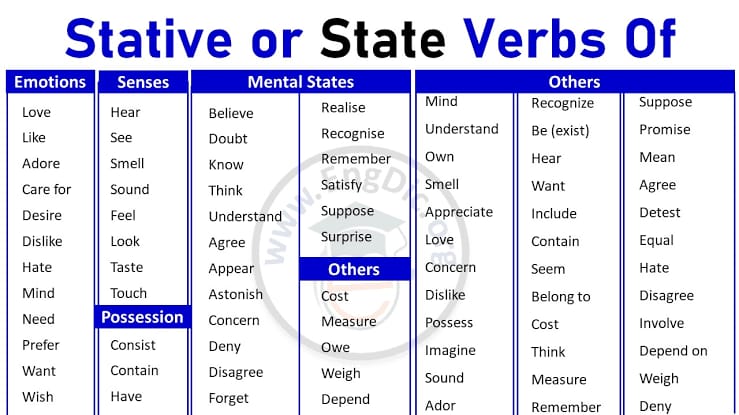 Stative or State Verbs Of
Emotions
Love
Like
Adore
Care for
Desire
Dislike
Hate
Mind
Need
Prefer
Want
Wish
Senses
Hear
See
Smell
Sound
Feel
Look
Taste
Touch
Possession
Consist
Contain
Have
Mental States
Believe
Doubt
Know
Think
Understand
Agree
Appear
Astonish
Concern
Deny
Disagree
Forget
Realise
Recognise
Remember
Satisfy
Suppose
Surprise
Others
Cost
Measure
Owe
Weigh
Depend
Others
Mind
Understand
Own
Smell
Appreciate
Love
Concern
Dislike
Possess
Imagine
Sound
Ador
Recognize
Be (exist)
Hear
Want
Include
Contain
Seem
Belong to
Cost
Think
Measure
Remember
Suppose
Promise
Mean
Agree
Detest
Equal
Hate
Disagree
Involve
Depend on
Weigh
Deny
www.EngDic.org